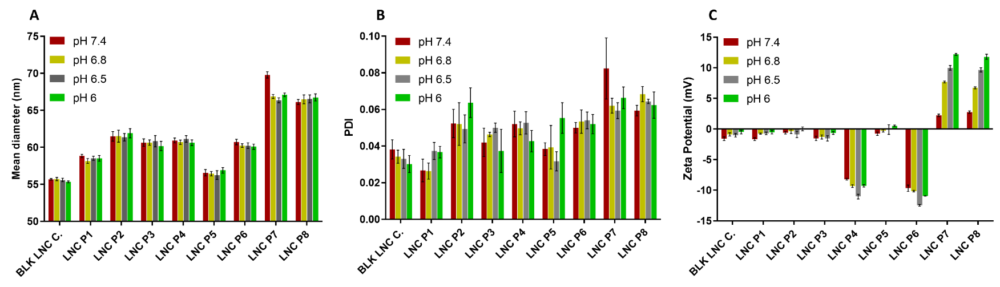 A
Mean diameter (nm)
75
70
65
60
55
50
pH 7.4
pH 6.8
pH 6.5
pH 6
BLK LNC C.
LNC P1
LNC P2
LNC P3
LNC P4
LNC P5
LNC P6
LNC P7
LNC P8
B
PDI
0.10
0.08
0.06
0.04
0.02
0.00
pH 7.4
pH 6.8
pH 6.5
pH 6
BLK LNC C.
LNC P1
LNC P2
LNC P3
LNC P4
LNC P5
LNC P6
LNC P7
LNC P8
C
Zeta Potential (mV)
15
10
5
0
-5
-10
-15
pH 7.4
pH 6.8
pH 6.5
pH 6
BLK LNC C.
LNC P1
LNC P2
LNC P3
LNC P4
LNC P5
LNC P6
LNC P7
LNC P8